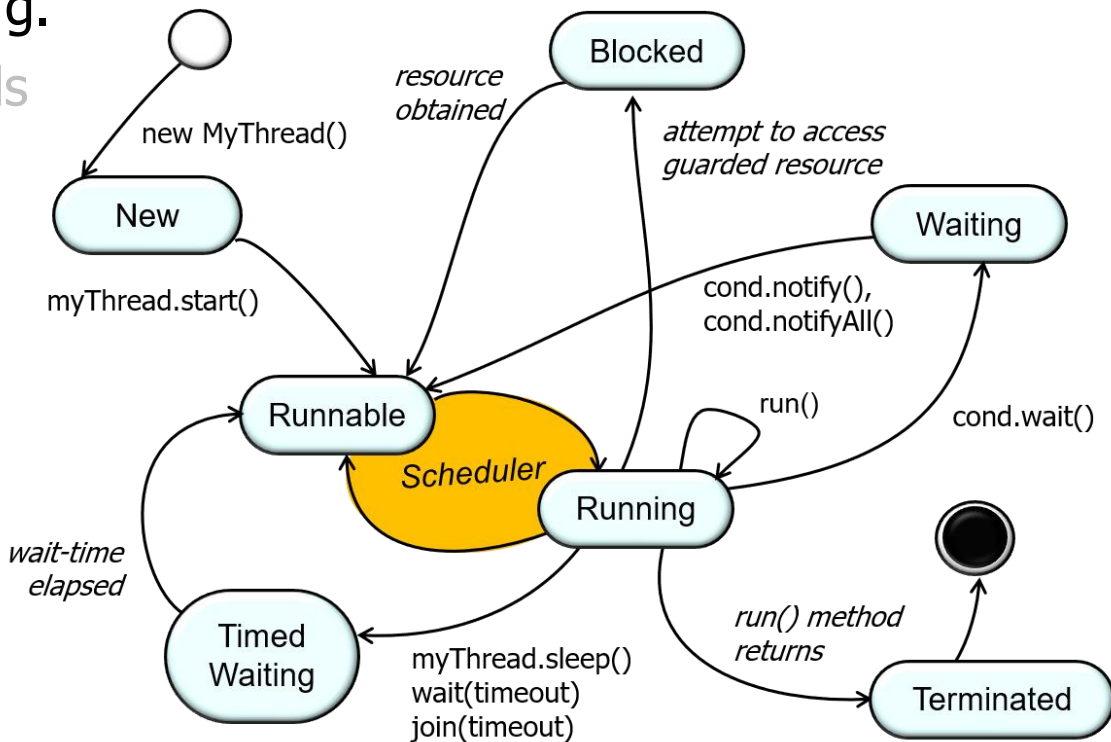 g.
ls
Blocked
resource
obtained
new MyThread()
attempt to access
guarded resource
New
Waiting
myThread.start()
cond.notify(),
cond.notifyAll()
Runnable
run()
cond.wait()
Scheduler
Running
wait-time
elapsed
Timed
Waiting
myThread.sleep()
wait(timeout)
join(timeout)
run() method
returns
Terminated